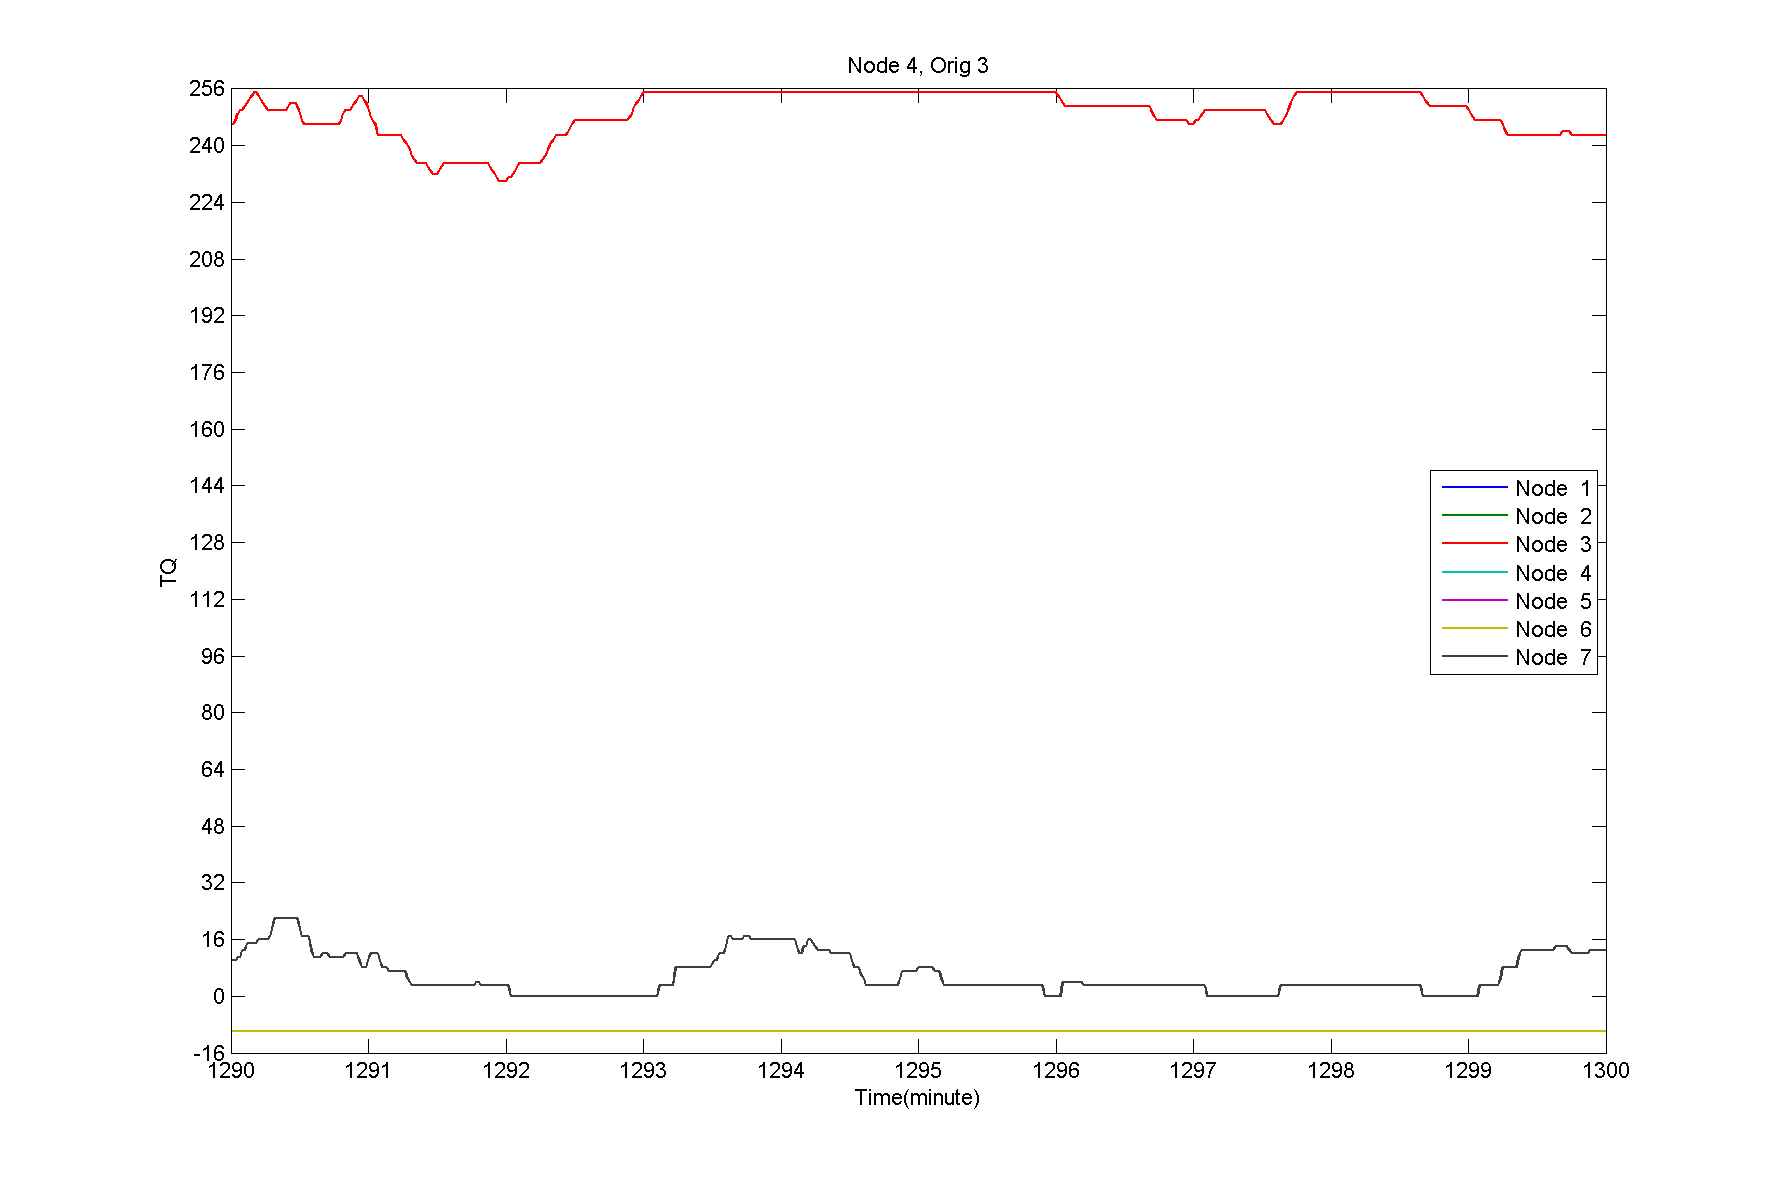 Node 4, Orig 3
256
240
224
208
192
176
160
144
128
112
96
80
64
48
32
16
0
-16
TQ
Node 1
Node 2
Node 3
Node 4
Node 5
Node 6
Node 7
1290 1291 1292 1293 1294 1295 1296 1297 1298 1299 1300
Time(minute)